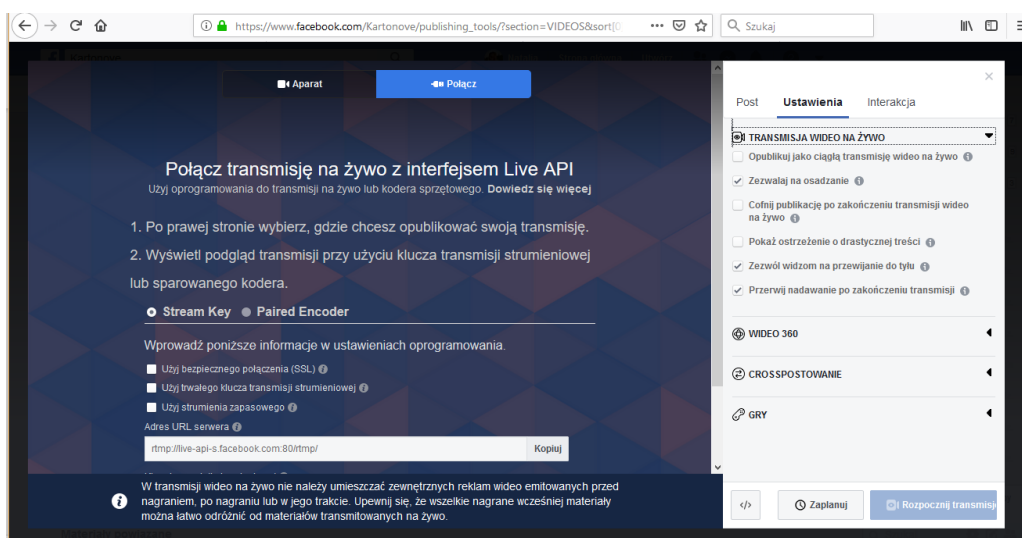 https://www.facebook.com/Kartonove/publishing_tools/?section=VIDEOS&sort[0
Szukaj
Aparat
Połącz
Połącz transmisję na żywo z interfejsem Live API
Użyj oprogramowania do transmisji na żywo lub kodera sprzętowego. Dowiedz się więcej
1. Po prawej stronie wybierz, gdzie chcesz opublikować swoją transmisję.
2. Wyświetl podgląd transmisji przy użyciu klucza transmisji strumieniowej
lub sparowanego kodera.
Stream Key
Paired Encoder
Wprowadź poniższe informacje w ustawieniach oprogramowania.
Użyj bezpiecznego połączenia (SSL)
Użyj trwałego klucza transmisji strumieniowej
Użyj strumienia zapasowego
Adres URL serwera
rtmp://live-api-s.facebook.com:80/rtmp/
Kopiuj
W transmisji wideo na żywo nie należy umieszczać zewnętrznych reklam wideo emitowanych przed
nagraniem, po nagraniu lub w jego trakcie. Upewnij się, że wszelkie nagrane wcześniej materiały
można łatwo odróżnić od materiałów transmitowanych na żywo.
Post
Ustawienia
Interakcja
TRANSMISJA WIDEO NA ŻYWO
Opublikuj jako ciągłą transmisję wideo na żywo
Zezwalaj na osadzanie
Cofnij publikację po zakończeniu transmisji wideo
na żywo
Pokaż ostrzeżenie o drastycznej treści
Zezwól widzom na przewijanie do tyłu
Przerwij nadawanie po zakończeniu transmisji
WIDEO 360
CROSSPOSTOWANIE
GRY
</>
Zaplanuj
Rozpocznij transmisj